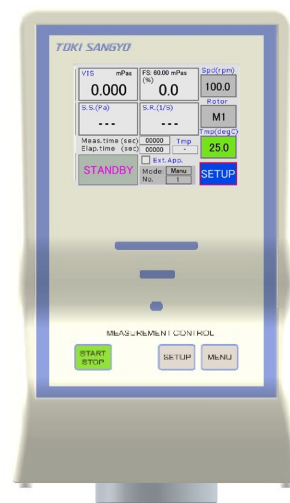 TOKI SANGYO
VIS mPas FS: 60.00 mPas Spd(rpm)
(%)
0.000 0.0 100.0
S.S.(Pa) S.R.(1/S) Rotor
--- --- M1
Meas.time (sec) 00000 Tmp Tmp(degC)
Elap.time (sec) 00000 - 25.0
Ext.App.
STANDBY Mode: Manu SETUP
No. 1
MEASUREMENT CONTROL
START
STOP SETUP MENU